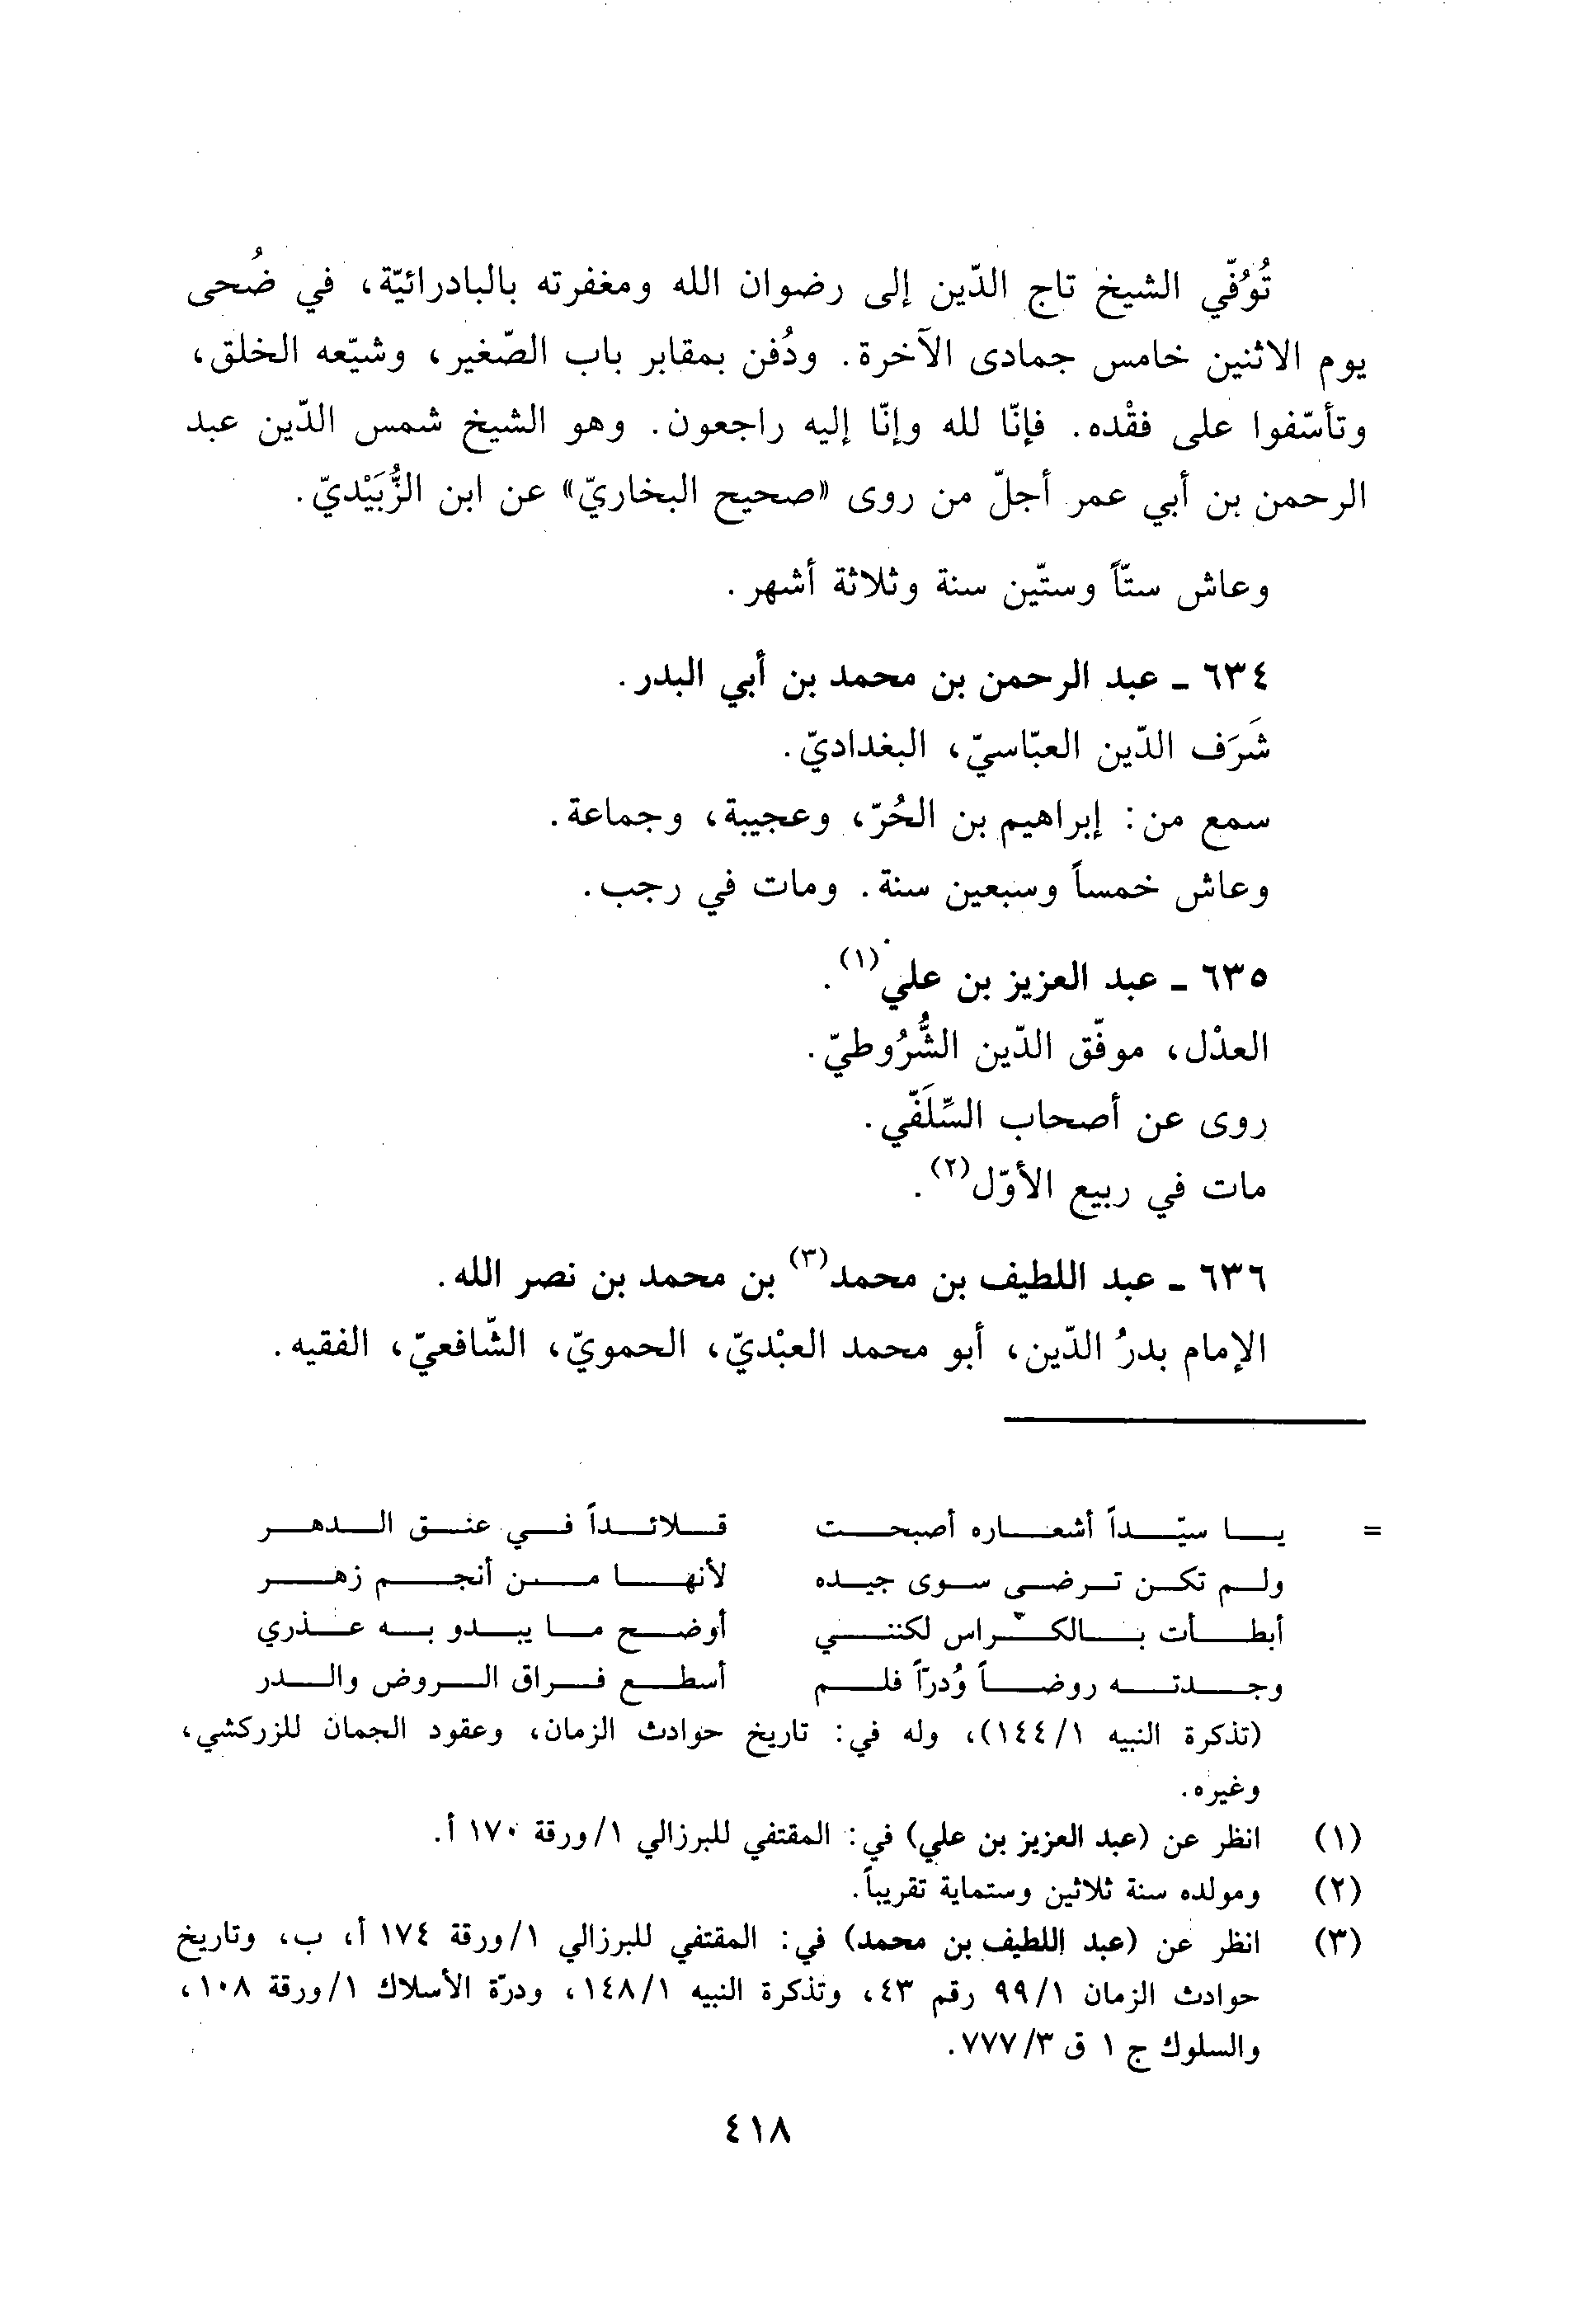 تُوُفّي الشيخ تاج الدّين إلى رضوان الله ومغفرته بالبادرائيّة، في ضُحى
يوم الاثنين خامس جمادى الآخرة. ودُفن بمقابر باب الصّغير، وشيّعه الخلق،
وتأسّفوا على فقْده. فإنّا لله وإنّا إليه راجعون. وهو الشيخ شمس الدّين عبد
الرحمن بن أبي عمر أجلّ من روى «صحيح البخاريّ» عن ابن الزُّبَيْديّ.
وعاش ستّاً وستّين سنة وثلاثة أشهر.
٦٣٤ ـ عبد الرحمن بن محمد بن أبي البدر.
شَرَف الدّين العبّاسيّ، البغداديّ.
سمع من: إبراهيم بن الحُرّ، وعجيبة، وجماعة.
وعاش خمساً وسبعين سنة. ومات في رجب.
٦٣٥ ـ عبد العزيز بن علي(١).
العدْل، موفّق الدّين الشُّرُوطيّ.
روى عن أصحاب السِّلَفّي.
مات في ربيع الأوّل(٢).
٦٣٦ ـ عبد اللطيف بن محمد(٣) بن محمد بن نصر الله.
الإمام بدرُ الدّين، أبو محمد العبْديّ، الحمويّ، الشّافعيّ، الفقيه.
= يا سيّداً أشعاره أصبحت قلائداً في عنق الدهر
ولم تكن ترضى سوى جيده لأنها من أنجم زهر
أبطأت بالكرّاس لكنني أوضح ما يبدو به عذري
وجدته روضاً وُدرّاً فلم أسطع فراق الروض والدر
(تذكرة النبيه ١/١٤٤)، وله في: تاريخ حوادث الزمان، وعقود الجمان للزركشي،
وغيره.
(١) انظر عن (عبد العزيز بن علي) في: المقتفي للبرزالي ١/ورقة ١٧٠ أ.
(٢) ومولده سنة ثلاثين وستماية تقريباً.
(٣) انظر عن (عبد اللطيف بن محمد) في: المقتفي للبرزالي ١/ورقة ١٧٤ أ، ب، وتاريخ
حوادث الزمان ١/٩٩ رقم ٤٣، وتذكرة النبيه ١/١٤٨، ودرّة الأسلاك ١/ورقة ١٠٨،
والسلوك ج ١ ق ٣/٧٧٧.
٤١٨